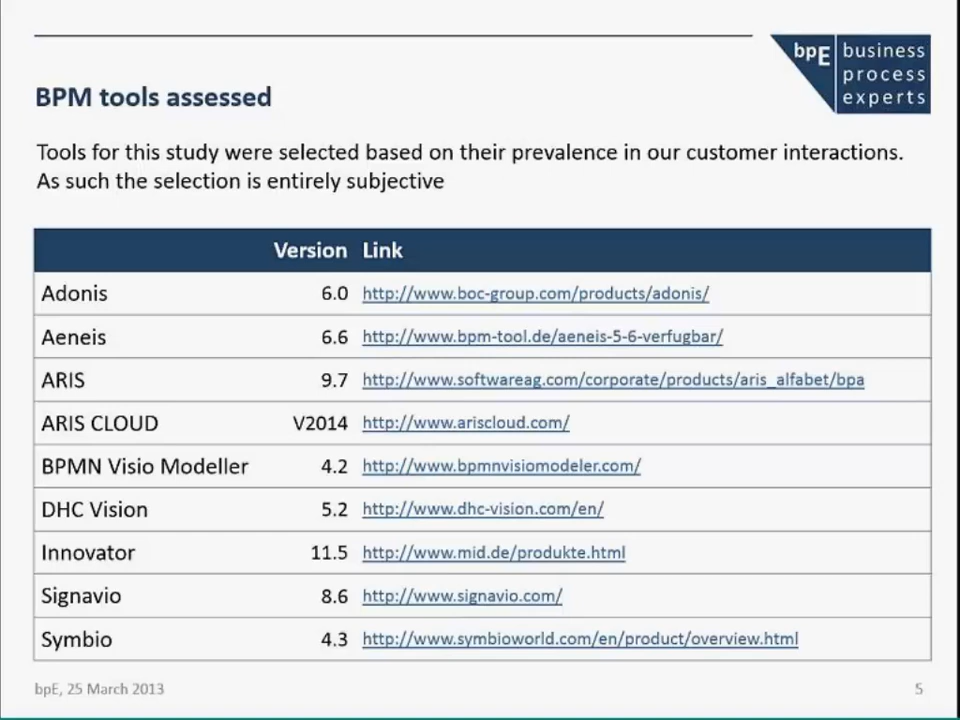 bpE business
process
experts
BPM tools assessed
Tools for this study were selected based on their prevalence in our customer interactions.
As such the selection is entirely subjective
Version Link
Adonis 6.0 http://www.boc-group.com/products/adonis/
Aeneis 6.6 http://www.bpm-tool.de/aeneis-5-6-verfugbar/
ARIS 9.7 http://www.softwareag.com/corporate/products/aris_alfabet/bpa
ARIS CLOUD V2014 http://www.ariscloud.com/
BPMN Visio Modeller 4.2 http://www.bpmnvisiomodeler.com/
DHC Vision 5.2 http://www.dhc-vision.com/en/
Innovator 11.5 http://www.mid.de/produkte.html
Signavio 8.6 http://www.signavio.com/
Symbio 4.3 http://www.symbioworld.com/en/product/overview.html
bpE, 25 March 2013 5